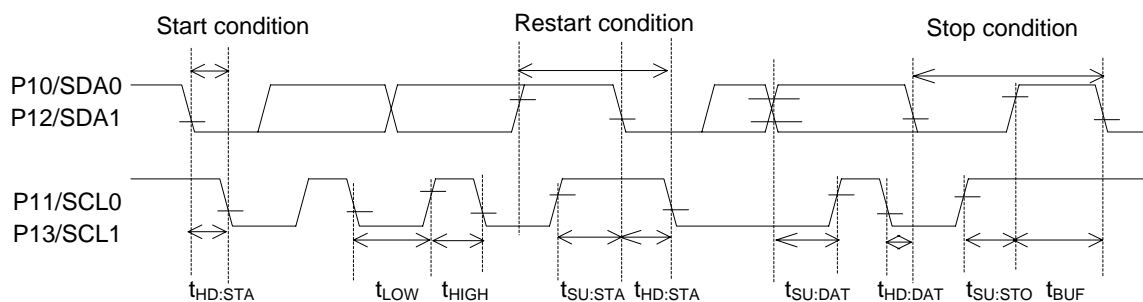 Start condition
Restart condition
Stop condition
P10/SDA0
P12/SDA1
P11/SCL0
P13/SCL1
tHD:STA
tLOW
tHIGH
tSU:STA
tHD:STA
tSU:DAT
tHD:DAT
tSU:STO
tBUF